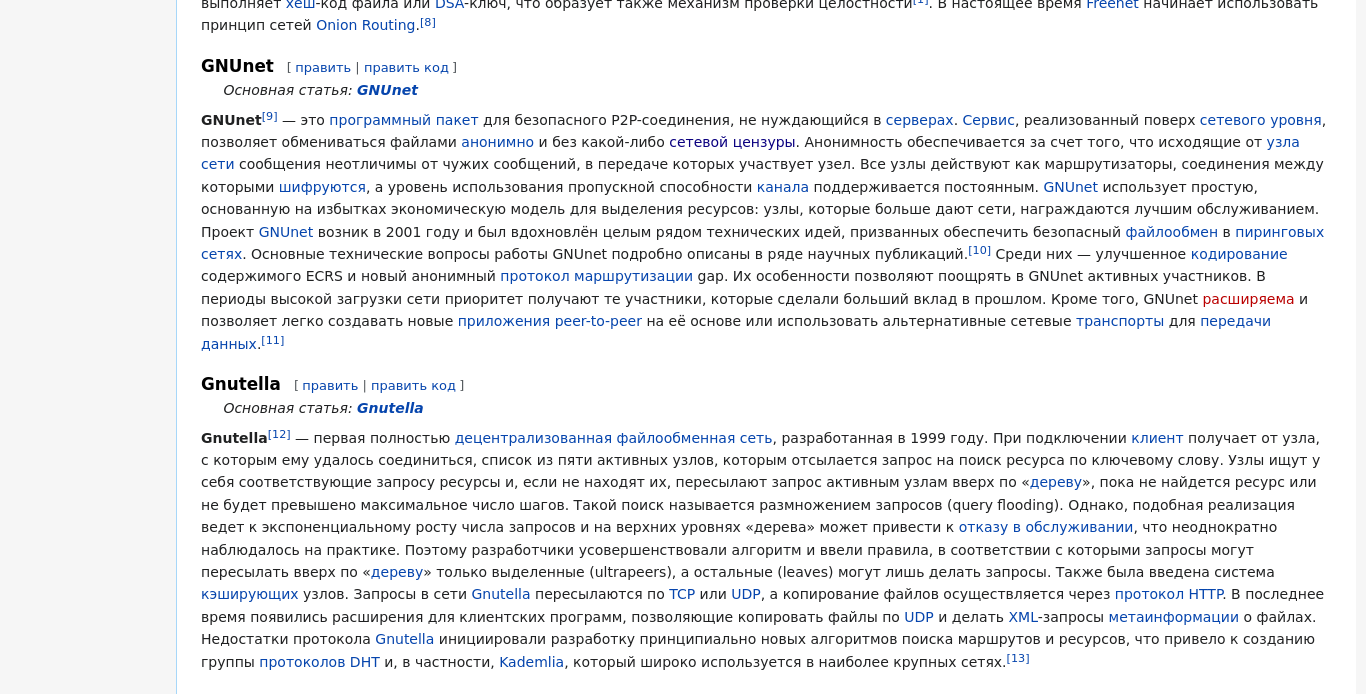 выполняет хеш-код файла или DSA-ключ, что образует также механизм проверки целостности[1]. В настоящее время Freenet начинает использовать
принцип сетей Onion Routing.[8]
GNUnet [ править | править код ]
Основная статья: GNUnet
GNUnet[9] — это программный пакет для безопасного P2P-соединения, не нуждающийся в серверах. Сервис, реализованный поверх сетевого уровня,
позволяет обмениваться файлами анонимно и без какой-либо сетевой цензуры. Анонимность обеспечивается за счет того, что исходящие от узла
сети сообщения неотличимы от чужих сообщений, в передаче которых участвует узел. Все узлы действуют как маршрутизаторы, соединения между
которыми шифруются, а уровень использования пропускной способности канала поддерживается постоянным. GNUnet использует простую,
основанную на избытках экономическую модель для выделения ресурсов: узлы, которые больше дают сети, награждаются лучшим обслуживанием.
Проект GNUnet возник в 2001 году и был вдохновлён целым рядом технических идей, призванных обеспечить безопасный файлообмен в пиринговых
сетях. Основные технические вопросы работы GNUnet подробно описаны в ряде научных публикаций.[10] Среди них — улучшенное кодирование
содержимого ECRS и новый анонимный протокол маршрутизации gap. Их особенности позволяют поощрять в GNUnet активных участников. В
периоды высокой загрузки сети приоритет получают те участники, которые сделали больший вклад в прошлом. Кроме того, GNUnet расширяема и
позволяет легко создавать новые приложения peer-to-peer на её основе или использовать альтернативные сетевые транспорты для передачи
данных.[11]
Gnutella [ править | править код ]
Основная статья: Gnutella
Gnutella[12] — первая полностью децентрализованная файлообменная сеть, разработанная в 1999 году. При подключении клиент получает от узла,
с которым ему удалось соединиться, список из пяти активных узлов, которым отсылается запрос на поиск ресурса по ключевому слову. Узлы ищут у
себя соответствующие запросу ресурсы и, если не находят их, пересылают запрос активным узлам вверх по «дереву», пока не найдется ресурс или
не будет превышено максимальное число шагов. Такой поиск называется размножением запросов (query flooding). Однако, подобная реализация
ведет к экспоненциальному росту числа запросов и на верхних уровнях «дерева» может привести к отказу в обслуживании, что неоднократно
наблюдалось на практике. Поэтому разработчики усовершенствовали алгоритм и ввели правила, в соответствии с которыми запросы могут
пересылать вверх по «дереву» только выделенные (ultrapeers), а остальные (leaves) могут лишь делать запросы. Также была введена система
кэширующих узлов. Запросы в сети Gnutella пересылаются по TCP или UDP, а копирование файлов осуществляется через протокол HTTP. В последнее
время появились расширения для клиентских программ, позволяющие копировать файлы по UDP и делать XML-запросы метаинформации о файлах.
Недостатки протокола Gnutella инициировали разработку принципиально новых алгоритмов поиска маршрутов и ресурсов, что привело к созданию
группы протоколов DHT и, в частности, Kademlia, который широко используется в наиболее крупных сетях.[13]